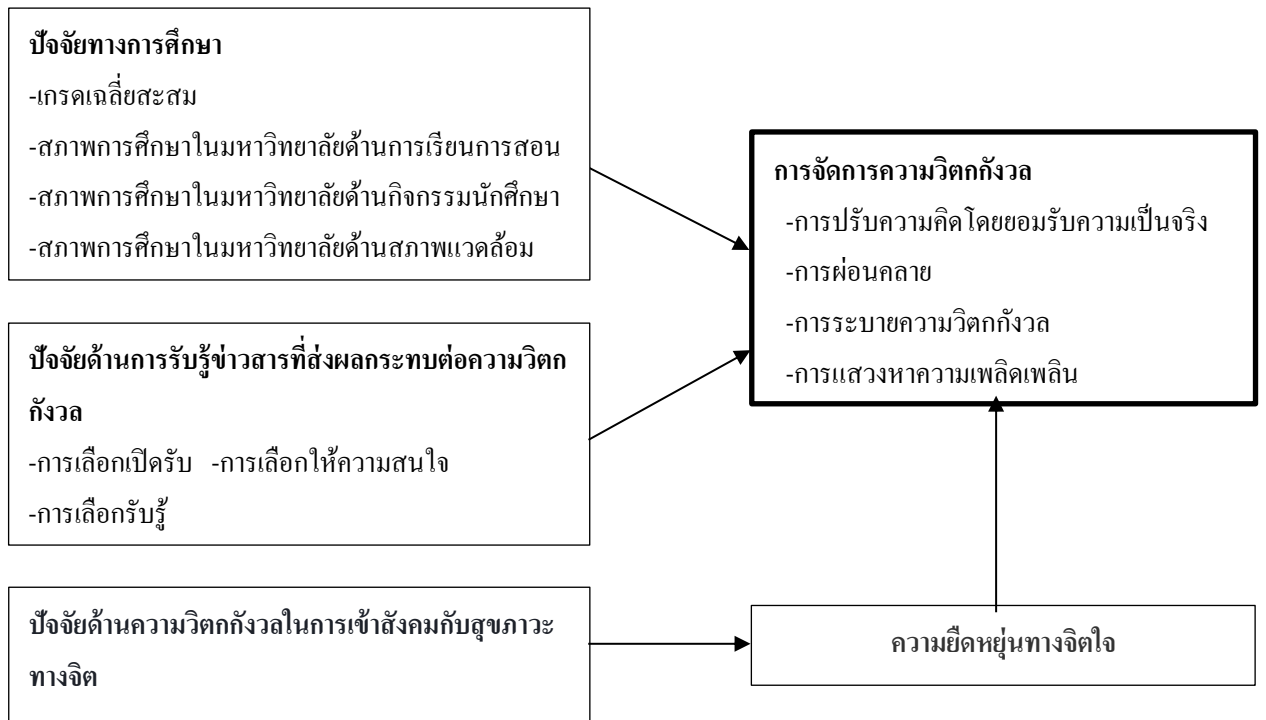 ปัจจัยทางการศึกษา
-เกรดเฉลี่ยสะสม
-สภาพการศึกษาในมหาวิทยาลัยด้านการเรียนการสอน
-สภาพการศึกษาในมหาวิทยาลัยด้านกิจกรรมนักศึกษา
-สภาพการศึกษาในมหาวิทยาลัยด้านสภาพแวดล้อม
การจัดการความวิตกกังวล
-การปรับความคิดโดยยอมรับความเป็นจริง
-การผ่อนคลาย
-การระบายความวิตกกังวล
-การแสวงหาความเพลิดเพลิน
ปัจจัยด้านการรับรู้ข่าวสารที่ส่งผลกระทบต่อความวิตก
กังวล
-การเลือกเปิดรับ -การเลือกให้ความสนใจ
-การเลือกรับรู้
ปัจจัยด้านความวิตกกังวลในการเข้าสังคมกับสุขภาวะ
ทางจิต
ความยืดหยุ่นทางจิตใจ